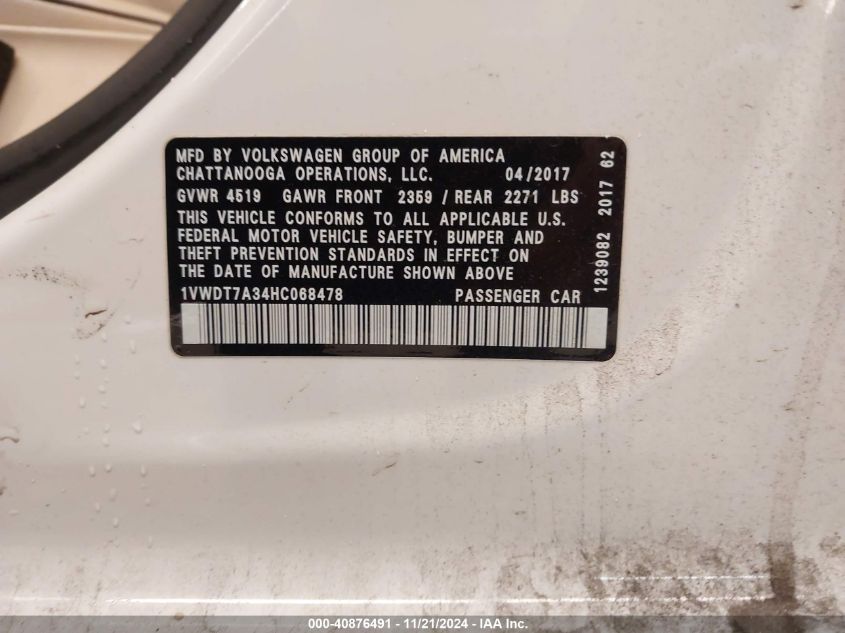 MFD BY VOLKSWAGEN GROUP OF AMERICA
CHATTANOOGA OPERATIONS, LLC. 04/2017
GVWR 4519 GAWR FRONT 2359 / REAR 2271 LBS
THIS VEHICLE CONFORMS TO ALL APPLICABLE U.S.
FEDERAL MOTOR VEHICLE SAFETY, BUMPER AND
THEFT PREVENTION STANDARDS IN EFFECT ON
THE DATE OF MANUFACTURE SHOWN ABOVE
1VWDT7A34HC068478 PASSENGER CAR
1239082 2017 62
000-40876491 - 11/21/2024 - IAAI Inc.